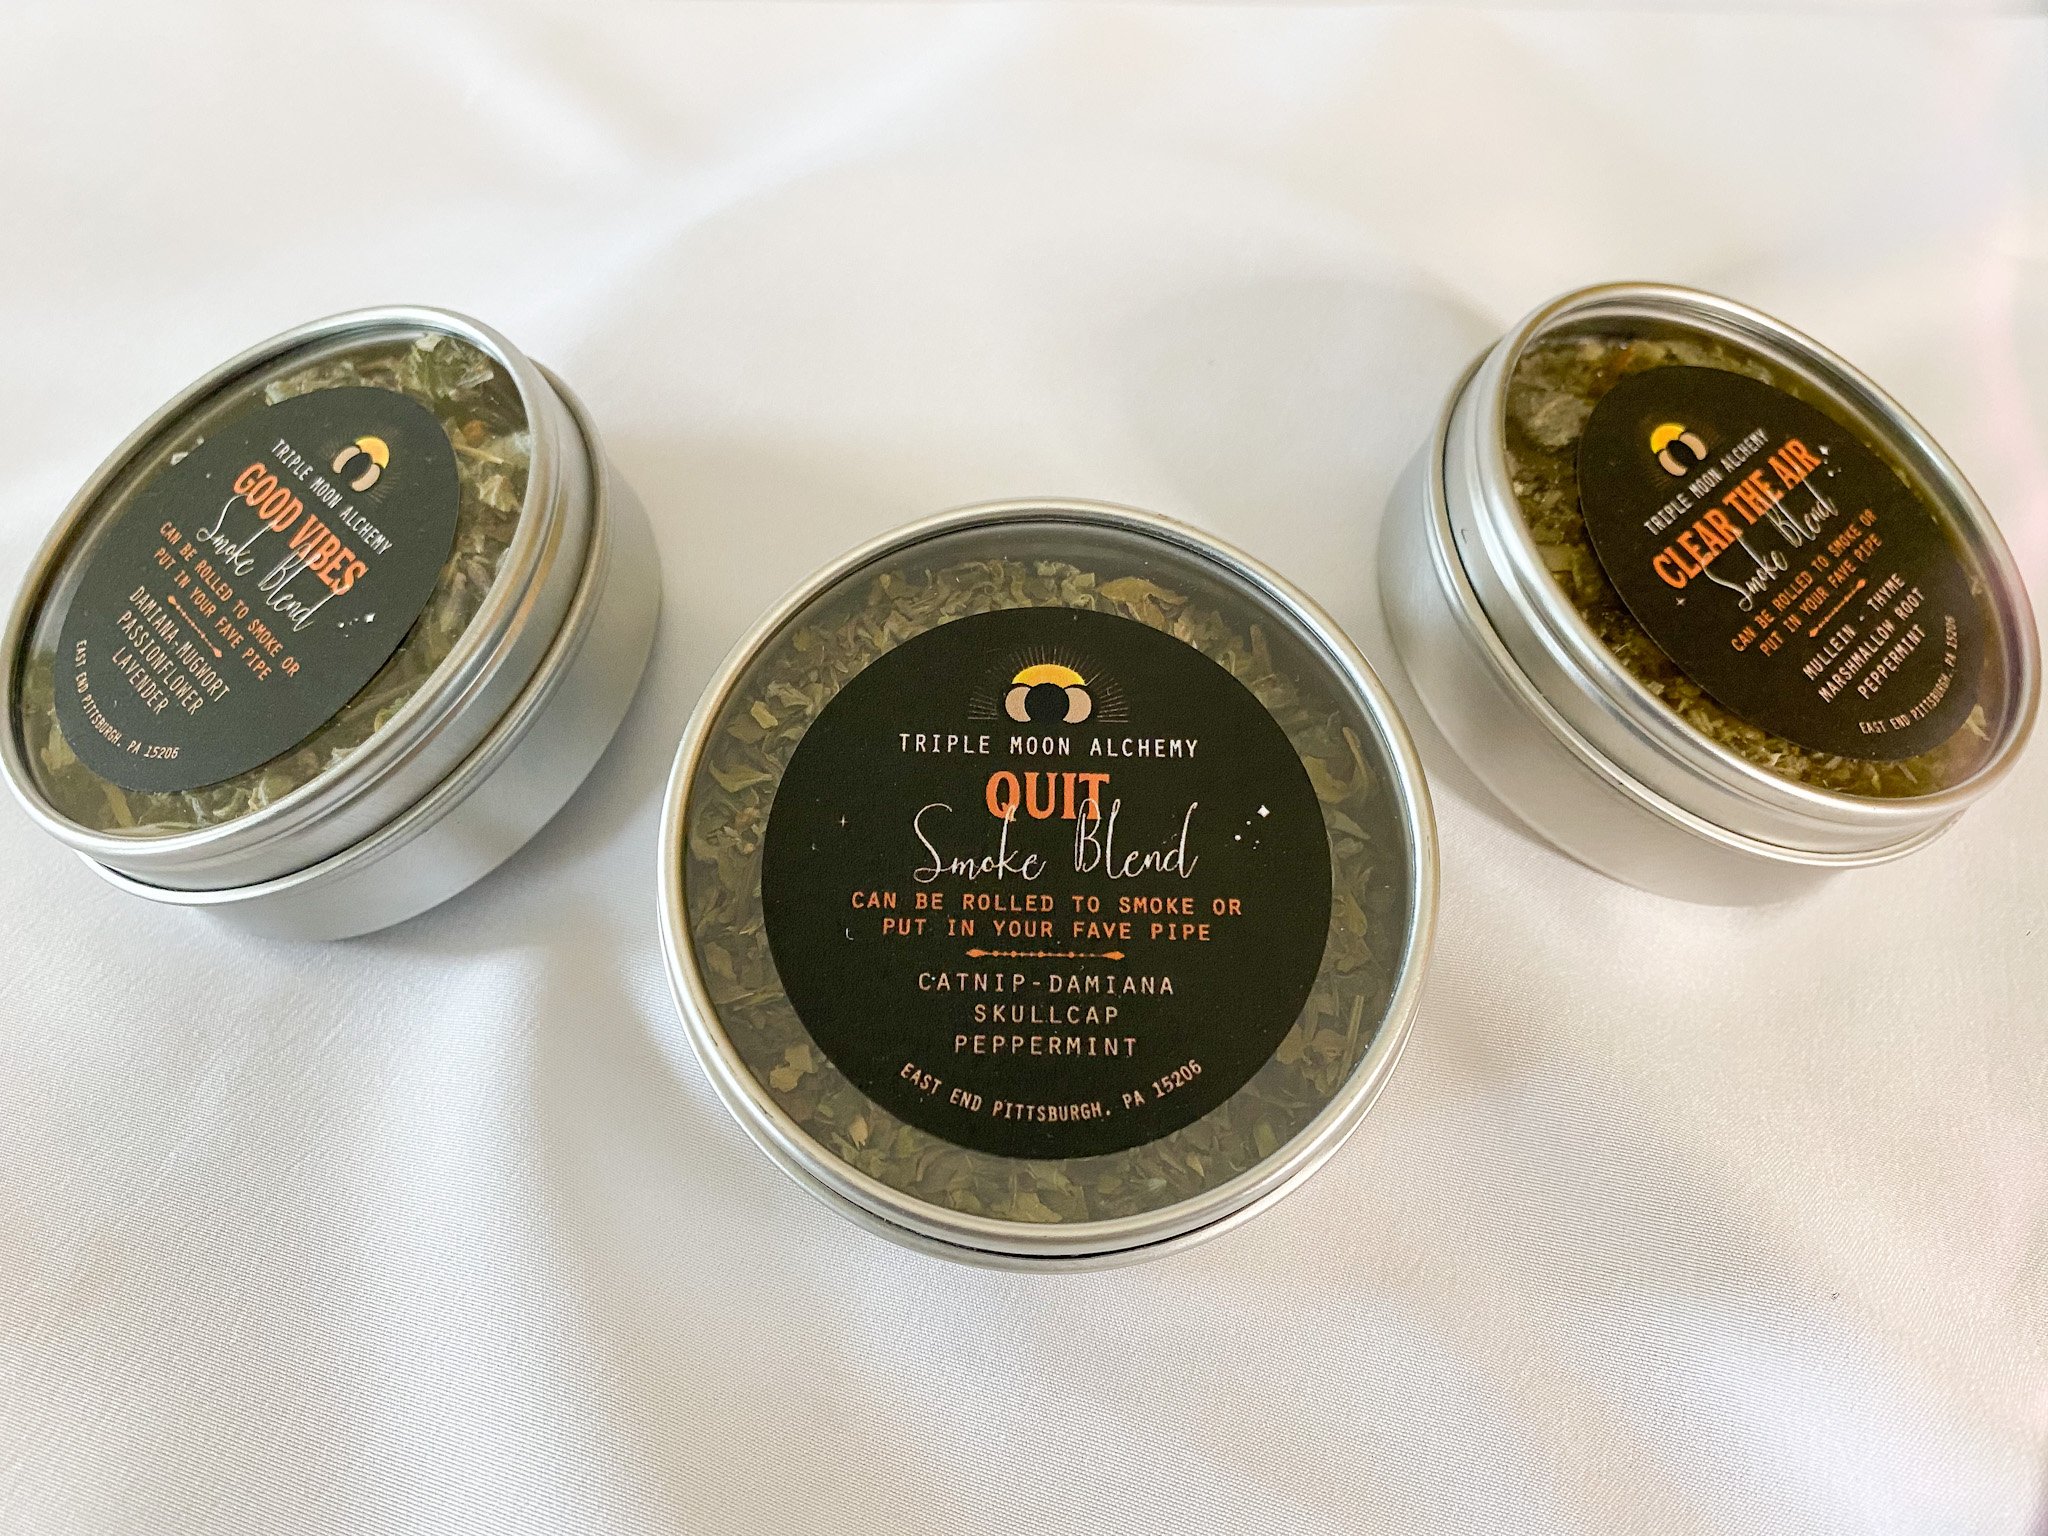 TRIPLE MOON ALCHEMY
GOOD VIBES
Smoke Blend
CAN BE ROLLED TO SMOKE OR
PUT IN YOUR FAVE PIPE
DAMIANA-MUGWORT
PASSIONFLOWER
LAVENDER
EAST END PITTSBURGH, PA 15206
TRIPLE MOON ALCHEMY
QUIT
Smoke Blend
CAN BE ROLLED TO SMOKE OR
PUT IN YOUR FAVE PIPE
CATNIP-DAMIANA
SKULLCAP
PEPPERMINT
EAST END PITTSBURGH, PA 15206
TRIPLE MOON ALCHEMY
CLEAR THE AIR
Smoke Blend
CAN BE ROLLED TO SMOKE OR
PUT IN YOUR FAVE PIPE
MULLEIN - THYME
MARSHMALLOW ROOT
PEPPERMINT
EAST END PITTSBURGH, PA 15206